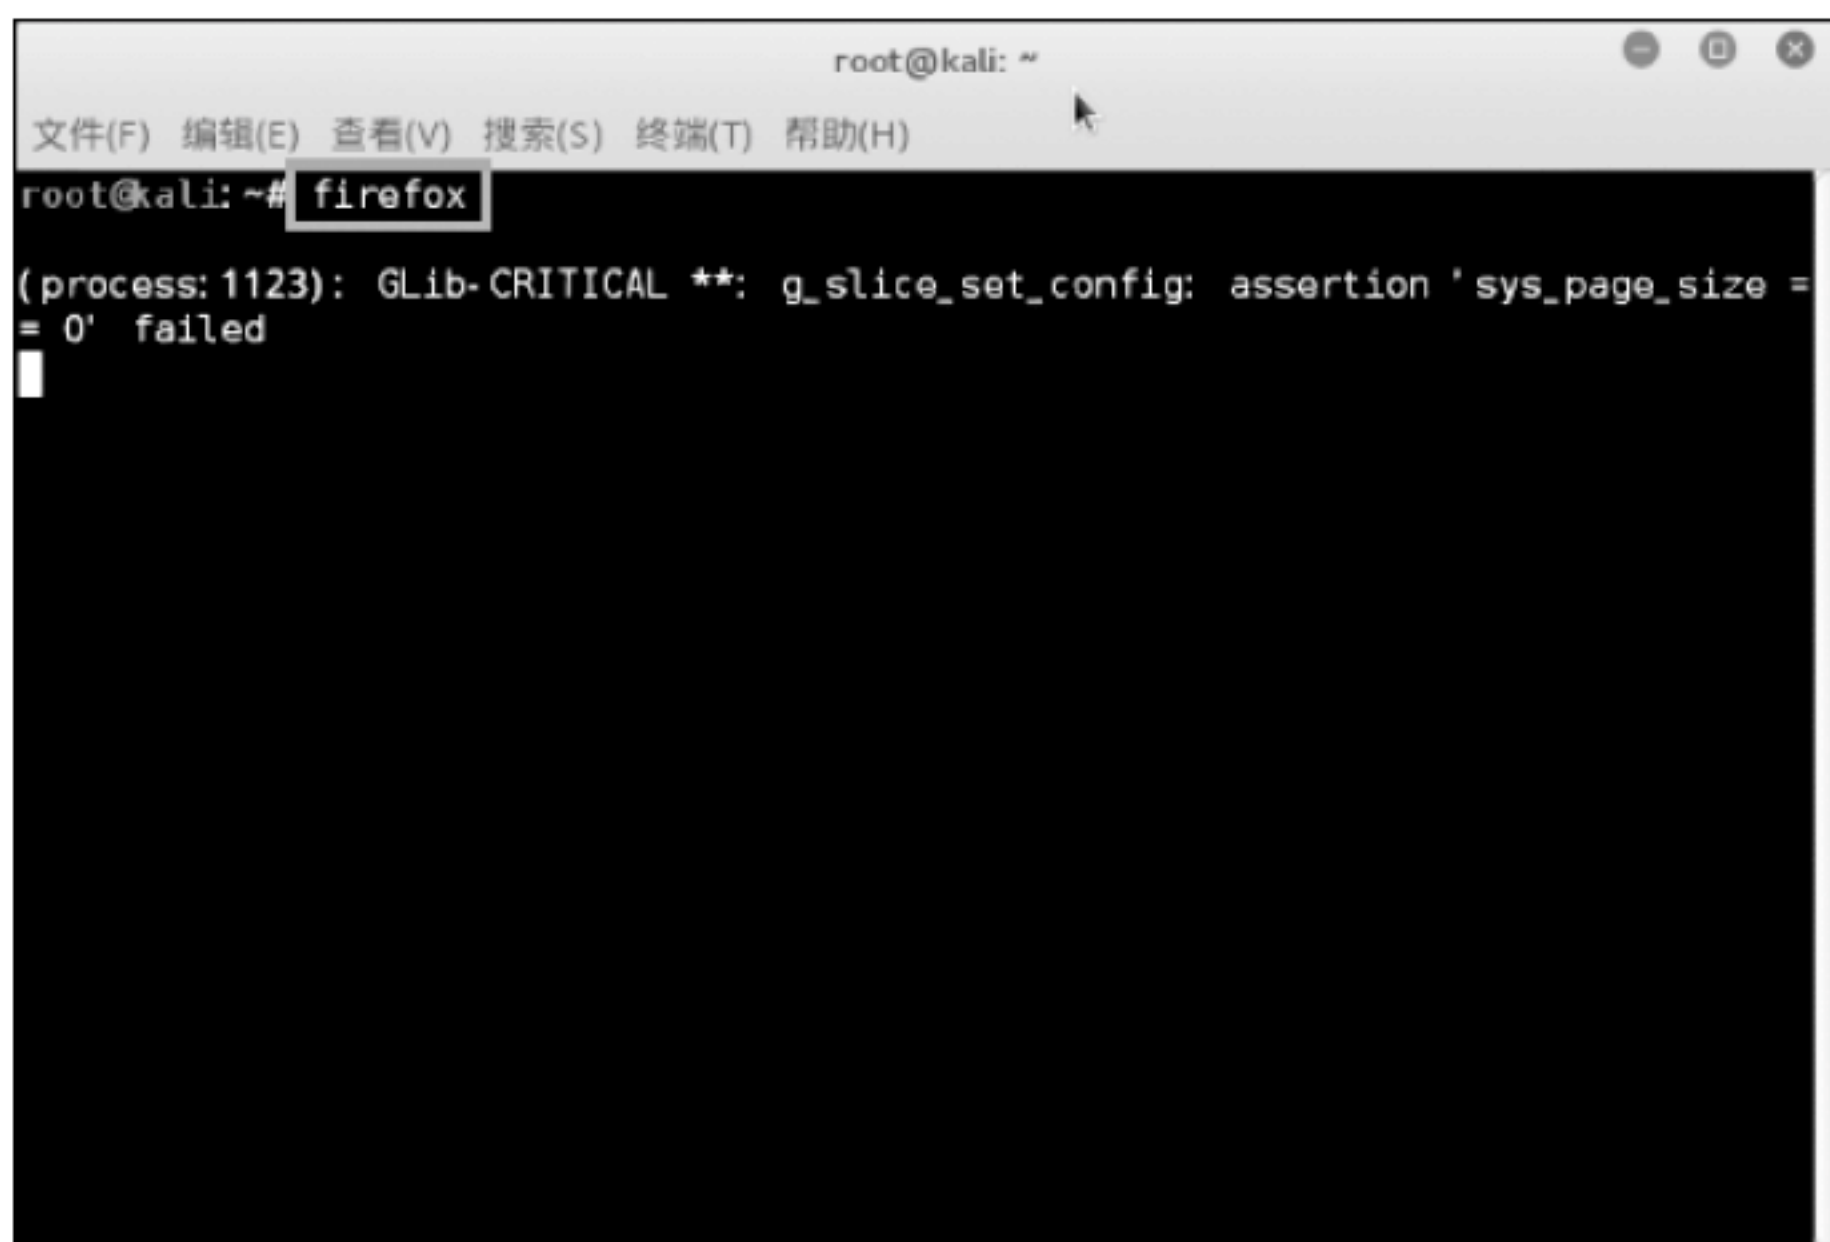 root@kali: ~
文件(F) 编辑(E) 查看(V) 搜索(S) 终端(T) 帮助(H)
root@kali:~# firefox
(process:1123): GLib-CRITICAL **: g_slice_set_config: assertion 'sys_page_size =
= 0' failed